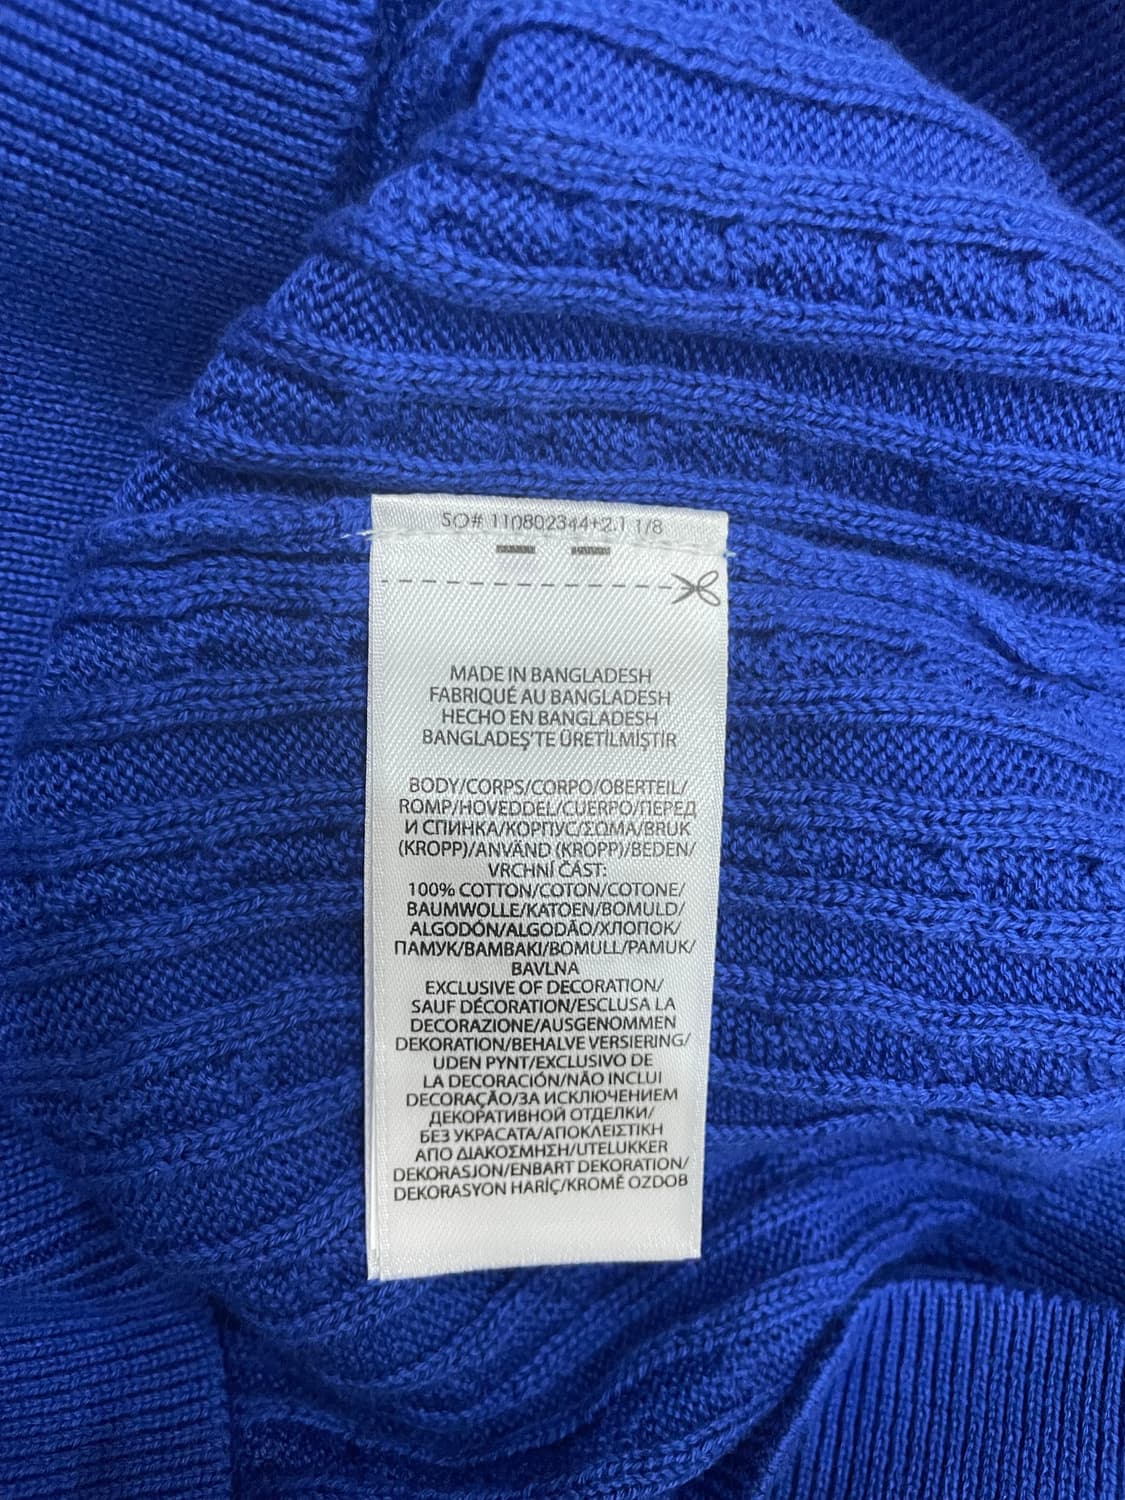 SO# 110802344+2.1 1/8
MADE IN BANGLADESH
FABRIQUÉ AU BANGLADESH
HECHO EN BANGLADESH
BANGLADEŞ'TE ÜRETİLMİŞTİR
BODY/CORPS/CORPO/OBERTEIL/
ROMP/HOVEDDEL/CUERPO/ПЕРЕД
И СПИНКА/КОРПУС/ΣΩΜΑ/BRUK
(KROPP)/ANVÄND (KROPP)/BEDEN/
VRCHNÍ ČÁST:
100% COTTON/COTON/COTONE/
BAUMWOLLE/KATOEN/BOMULD/
ALGODÓN/ALGODÃO/ХЛОПОК/
ПАМУК/ΒΑΜΒΑΚΙ/BOMULL/PAMUK/
BAVLNA
EXCLUSIVE OF DECORATION/
SAUF DÉCORATION/ESCLUSA LA
DECORAZIONE/AUSGENOMMEN
DEKORATION/BEHALVE VERSIERING/
UDEN PYNT/EXCLUSIVO DE
LA DECORACIÓN/NÃO INCLUI
DECORAÇÃO/ЗА ИСКЛЮЧЕНИЕМ
ДЕКОРАТИВНОЙ ОТДЕЛКИ/
БЕЗ УКРАСАТА/ΑΠΟΚΛΕΙΣΤΙΚΗ
ΑΠΟ ΔΙΑΚΟΣΜΗΣΗ/UTELUKKER
DEKORASJON/ENBART DEKORATION/
DEKORASYON HARİÇ/KROMĚ OZDOB